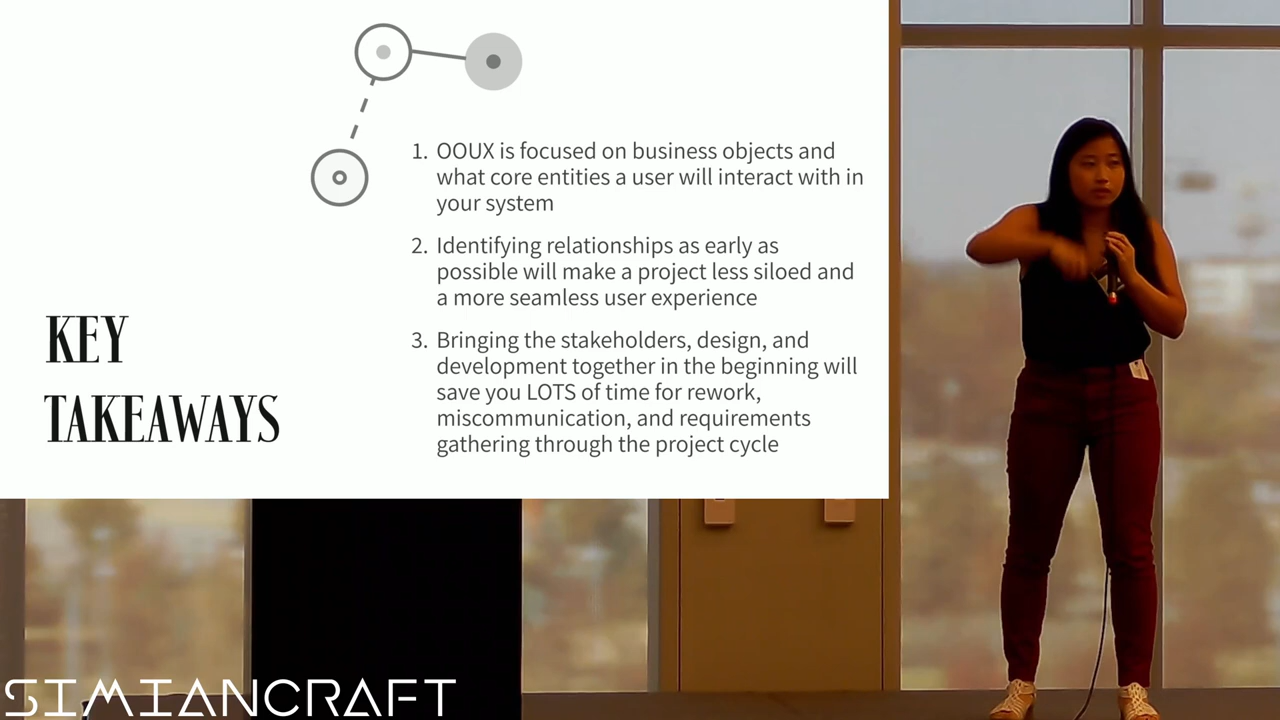 1. OOUX is focused on business objects and
what core entities a user will interact with in
your system
2. Identifying relationships as early as
possible will make a project less siloed and
a more seamless user experience
3. Bringing the stakeholders, design, and
development together in the beginning will
save you LOTS of time for rework,
miscommunication, and requirements
gathering through the project cycle
KEY
TAKEAWAYS
SIMIANCRAFT